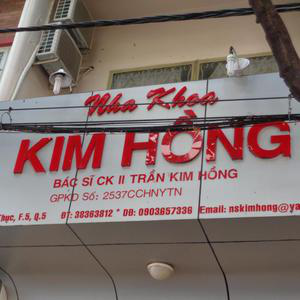 Nha Khoa
KIM HỒNG
BÁC SĨ CK II TRẦN KIM HỒNG
GPKD Số: 2537CCHNYTN
Thục, F.5, Q.5 ĐT: 38363812 * DĐ: 0903657336 Email: nskimhong@ya